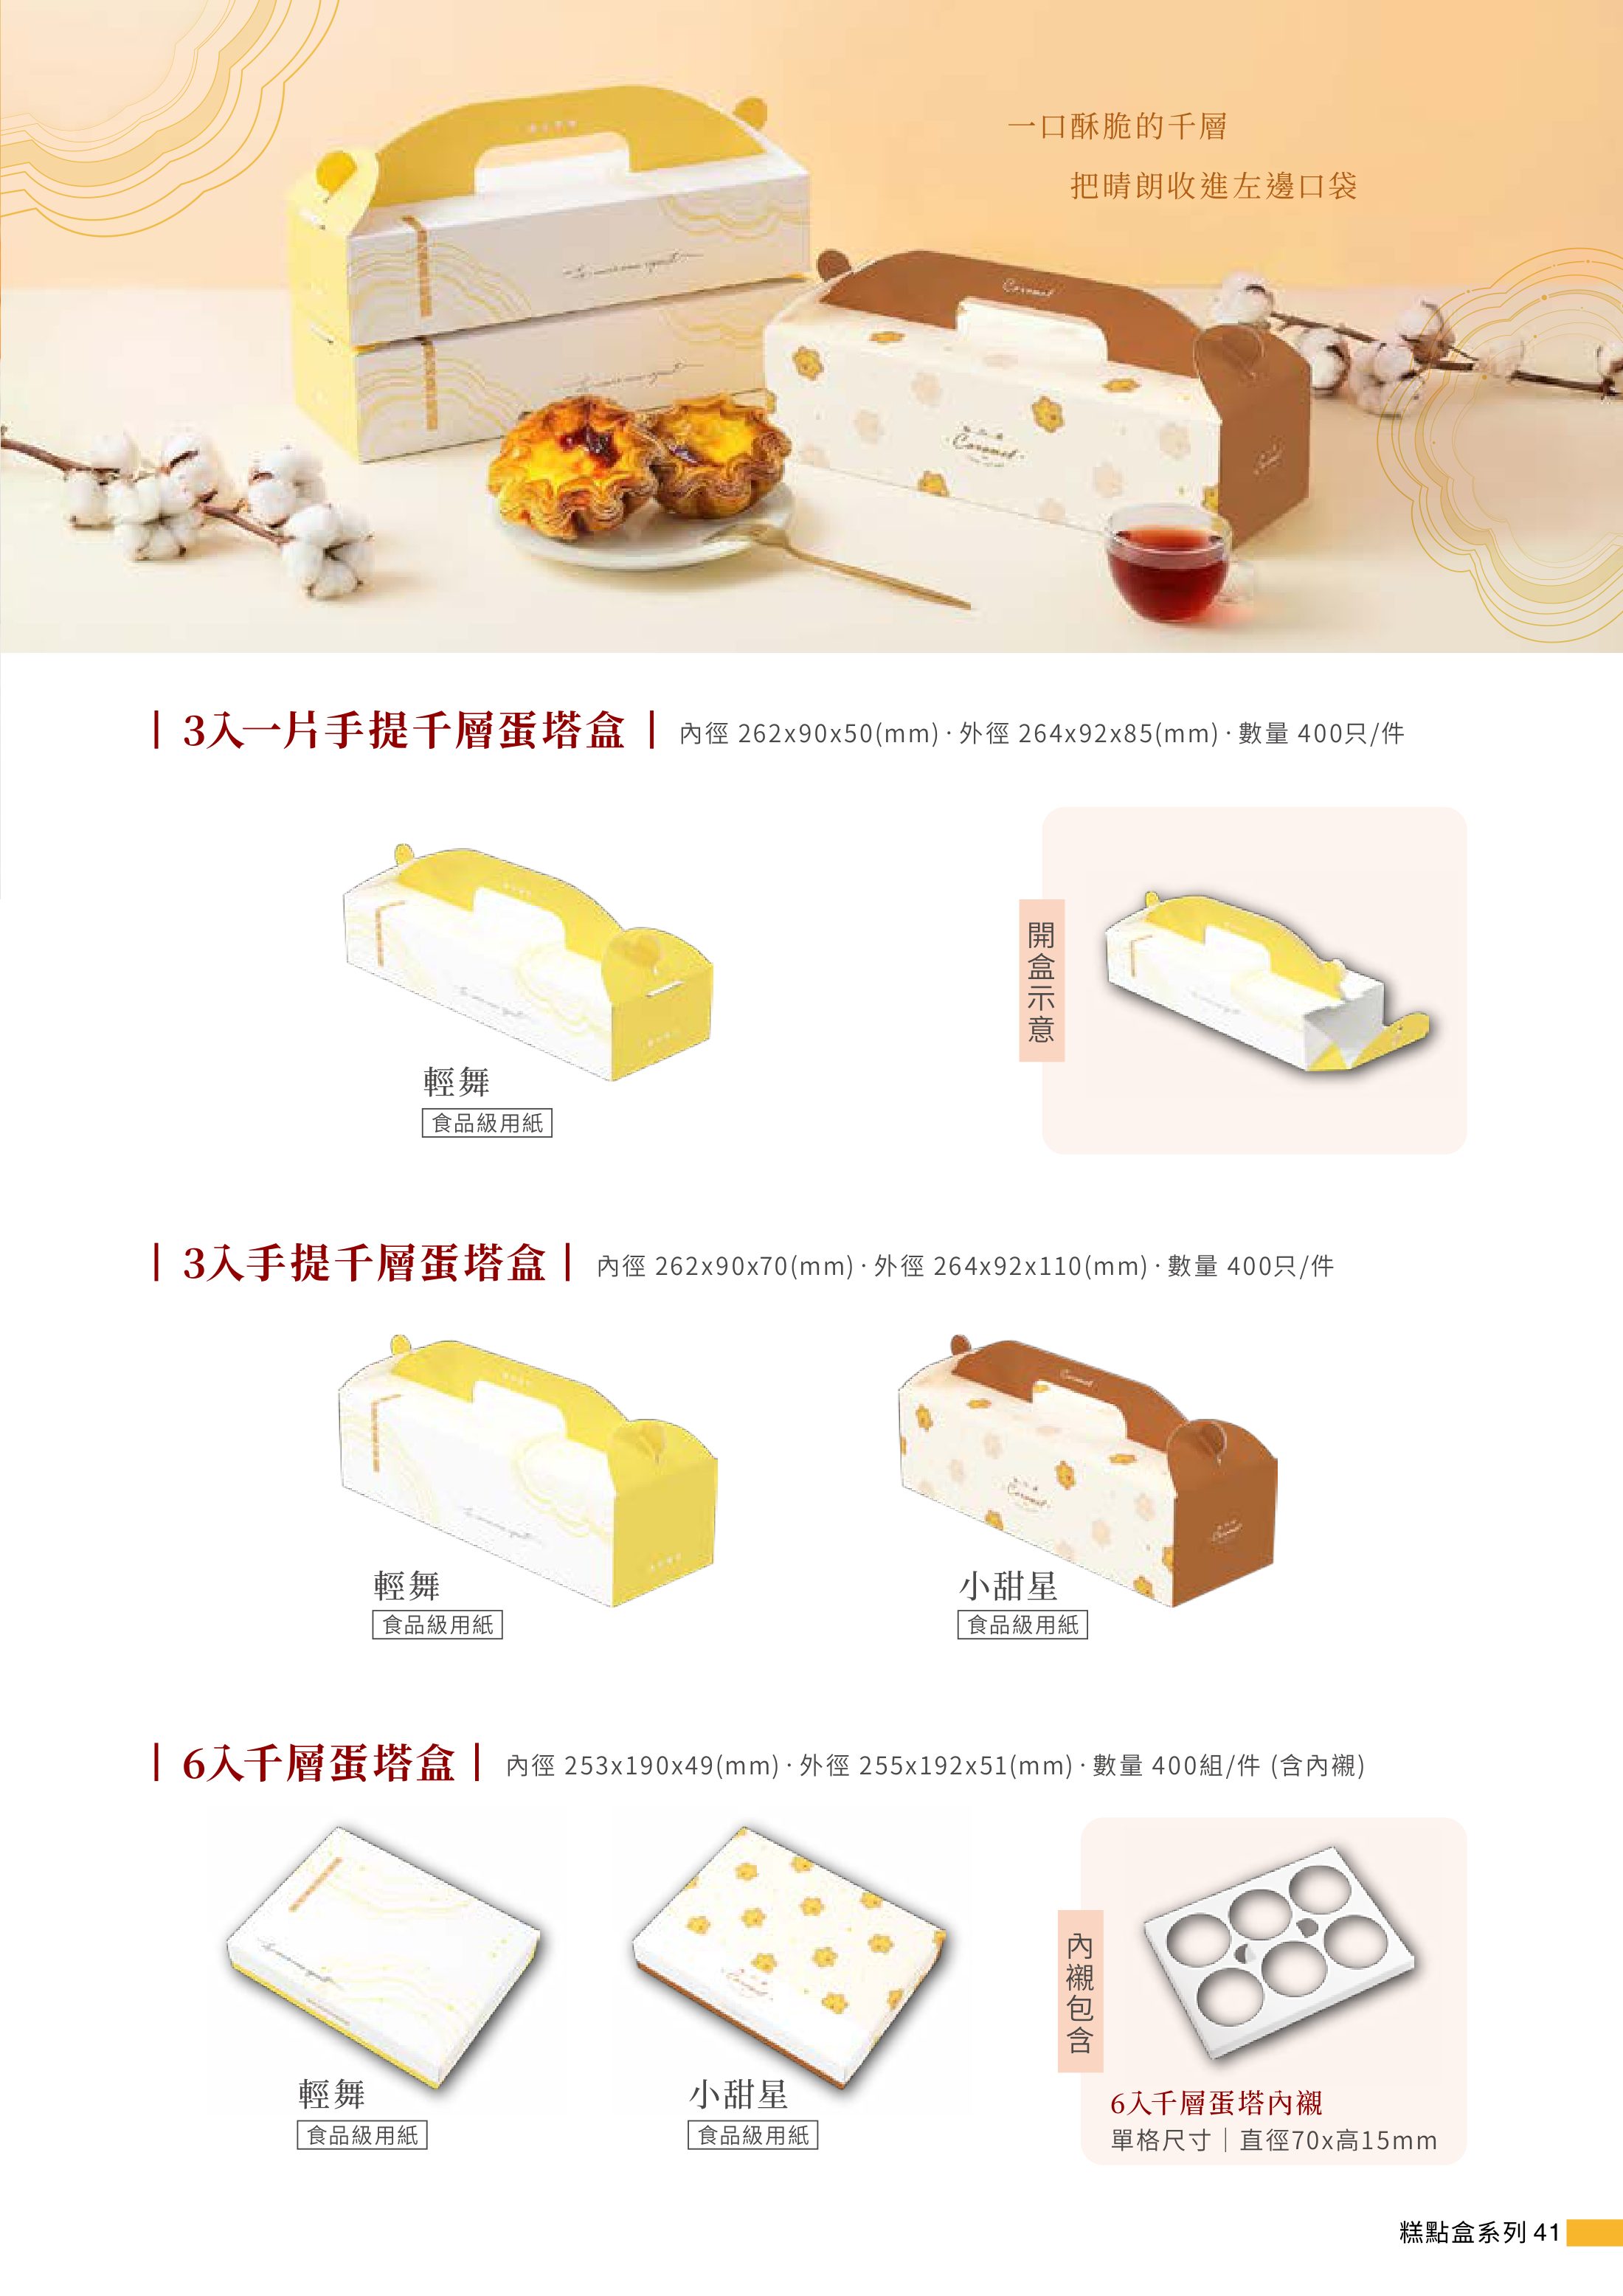 一口酥脆的千層
把晴朗收進左邊口袋
Caramel
Caramel
3入一片手提千層蛋塔盒
內徑 262x90x50(mm)·外徑 264x92x85(mm)·數量 400只/件
開盒示意
輕舞
食品級用紙
3入手提千層蛋塔盒
內徑 262x90x70(mm)·外徑 264x92x110(mm)·數量 400只/件
Caramel
Caramel
輕舞
食品級用紙
小甜星
食品級用紙
6入千層蛋塔盒
內徑 253x190x49(mm)·外徑 255x192x51(mm)·數量 400組/件 (含內襯)
內襯包含
輕舞
食品級用紙
小甜星
食品級用紙
6入千層蛋塔內襯
單格尺寸｜直徑70x高15mm
糕點盒系列 41